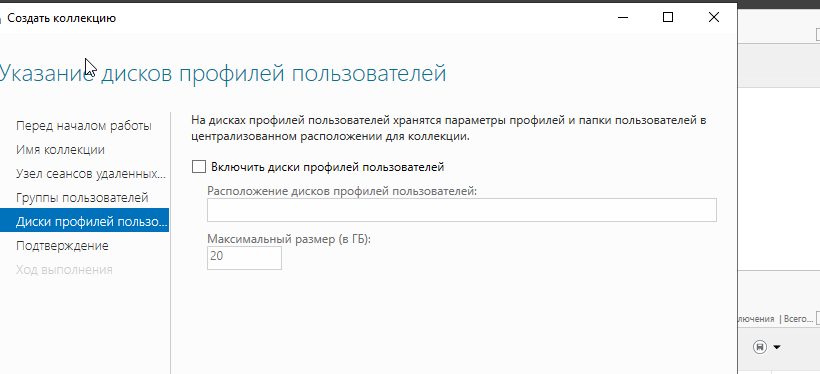 Создать коллекцию
Указание дисков профилей пользователей
Перед началом работы
Имя коллекции
Узел сеансов удаленных...
Группы пользователей
Диски профилей пользо...
Подтверждение
Ход выполнения
На дисках профилей пользователей хранятся параметры профилей и папки пользователей в
централизованном расположении для коллекции.
Включить диски профилей пользователей
Расположение дисков профилей пользователей:
Максимальный размер (в ГБ):
20
лючения | Всего...